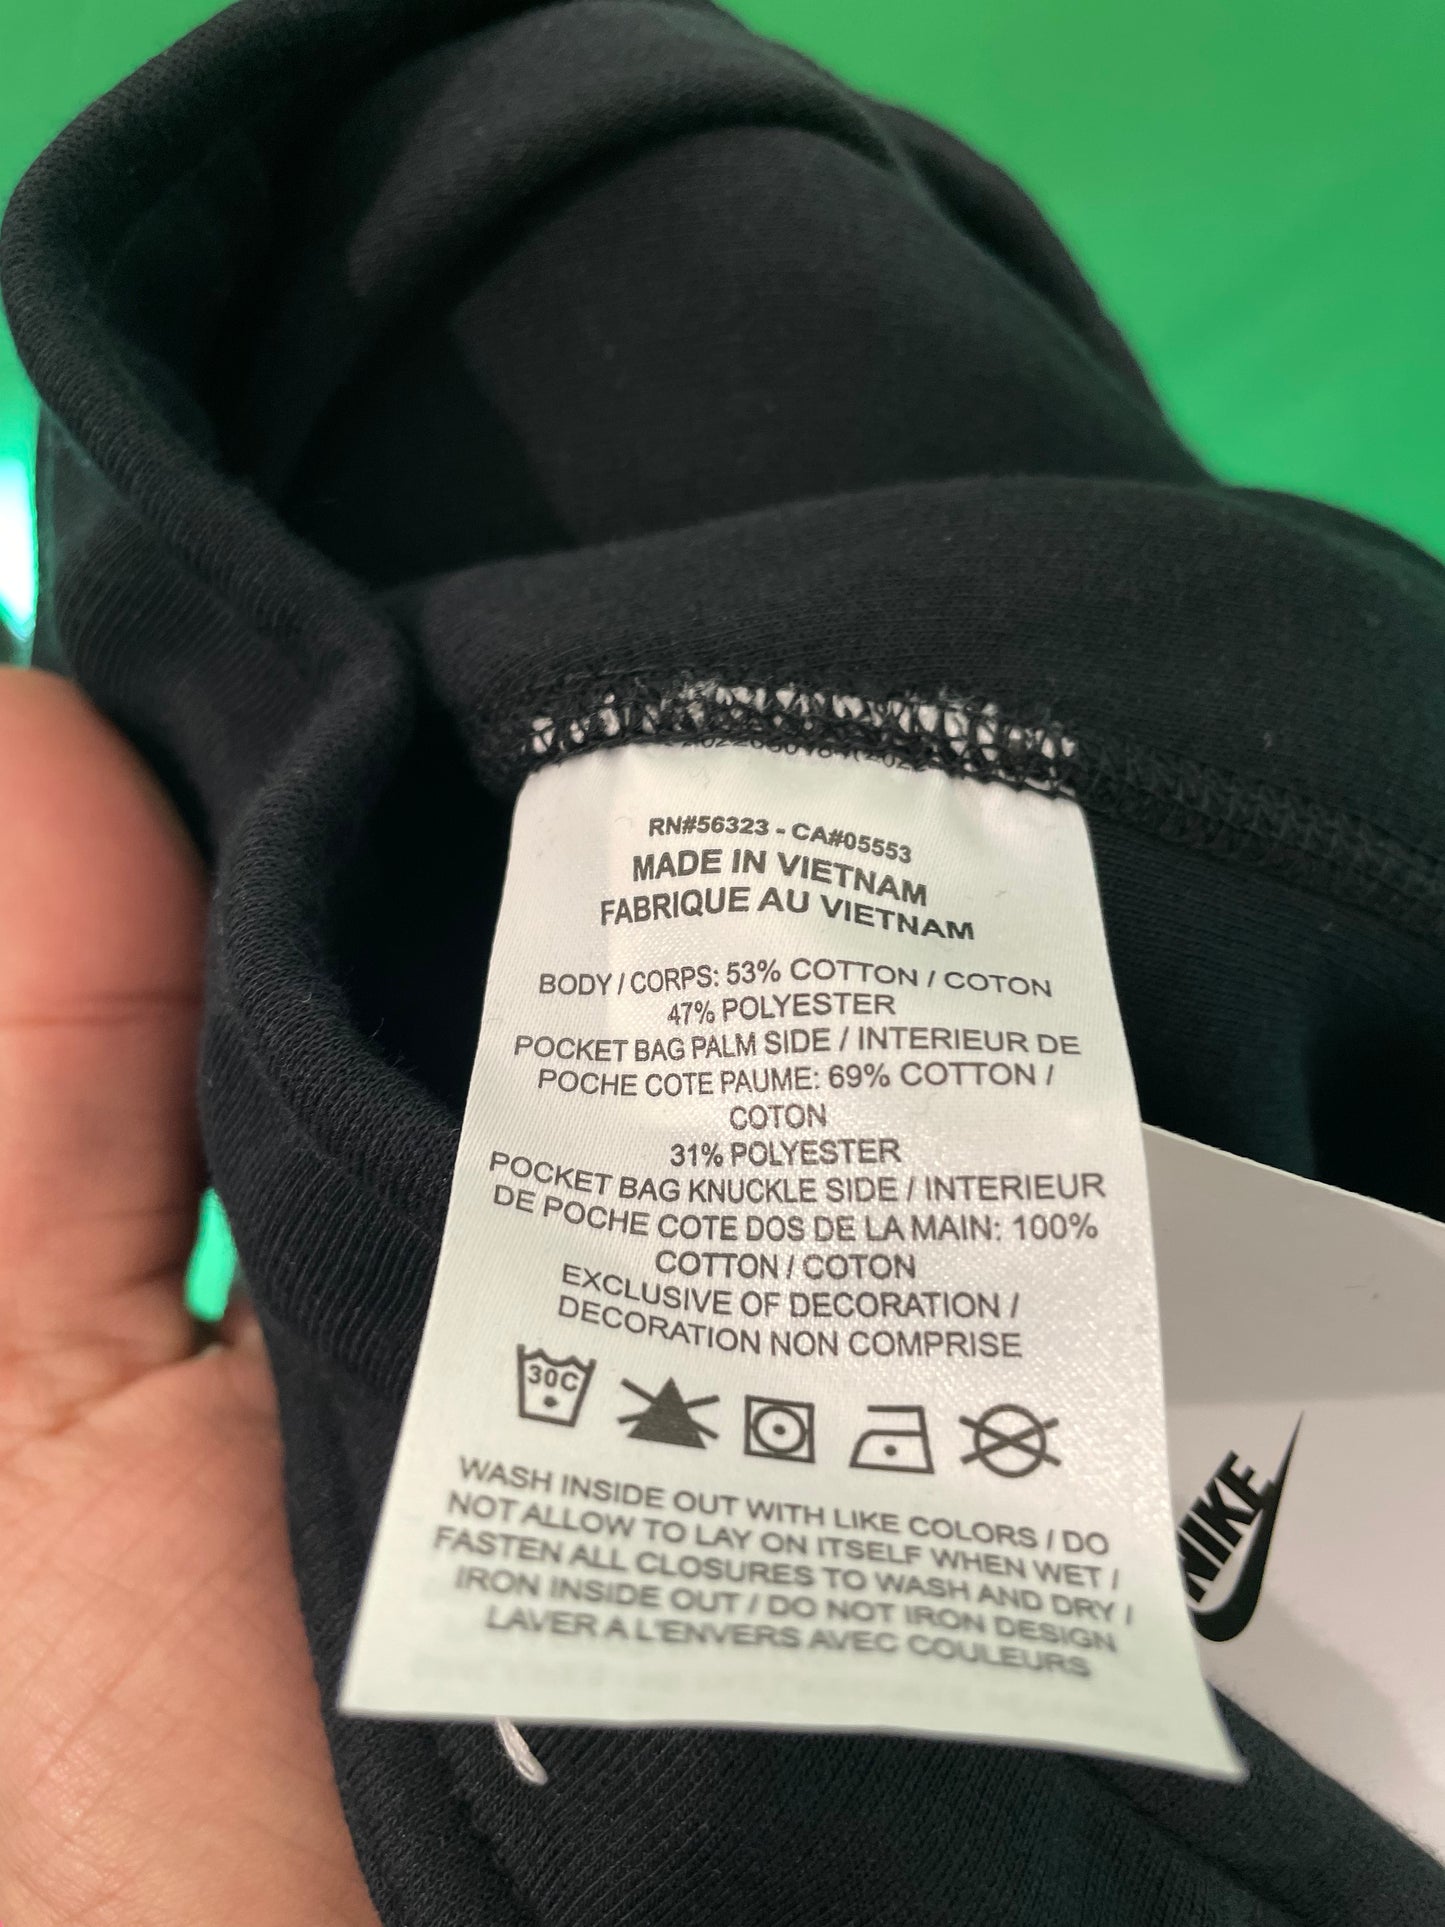 RN#56323 - CA#05553
MADE IN VIETNAM
FABRIQUE AU VIETNAM
BODY / CORPS: 53% COTTON / COTON
47% POLYESTER
POCKET BAG PALM SIDE / INTERIEUR DE
POCHE COTE PAUME: 69% COTTON /
COTON
31% POLYESTER
POCKET BAG KNUCKLE SIDE / INTERIEUR
DE POCHE COTE DOS DE LA MAIN: 100%
COTTON / COTON
EXCLUSIVE OF DECORATION /
DECORATION NON COMPRISE
30C
WASH INSIDE OUT WITH LIKE COLORS / DO
NOT ALLOW TO LAY ON ITSELF WHEN WET /
FASTEN ALL CLOSURES TO WASH AND DRY /
IRON INSIDE OUT / DO NOT IRON DESIGN
LAVER A L'ENVERS AVEC COULEURS
NIKE